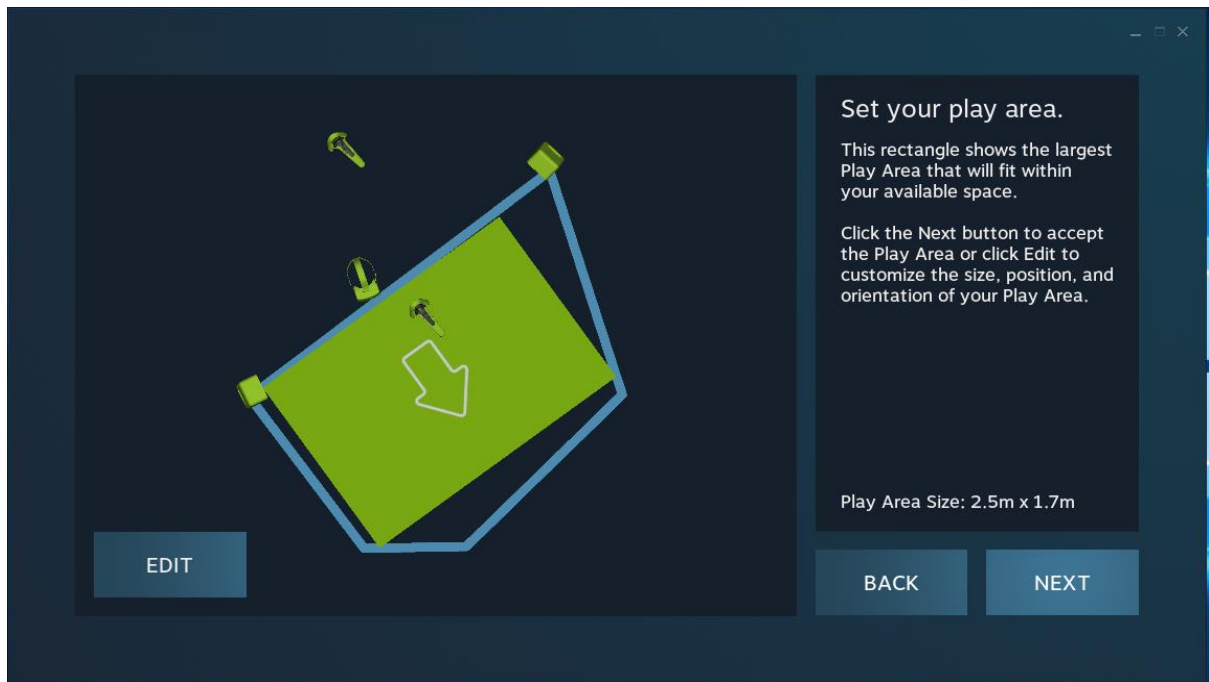 Set your play area.
This rectangle shows the largest
Play Area that will fit within
your available space.
Click the Next button to accept
the Play Area or click Edit to
customize the size, position, and
orientation of your Play Area.
Play Area Size: 2.5m x 1.7m
EDIT
BACK
NEXT